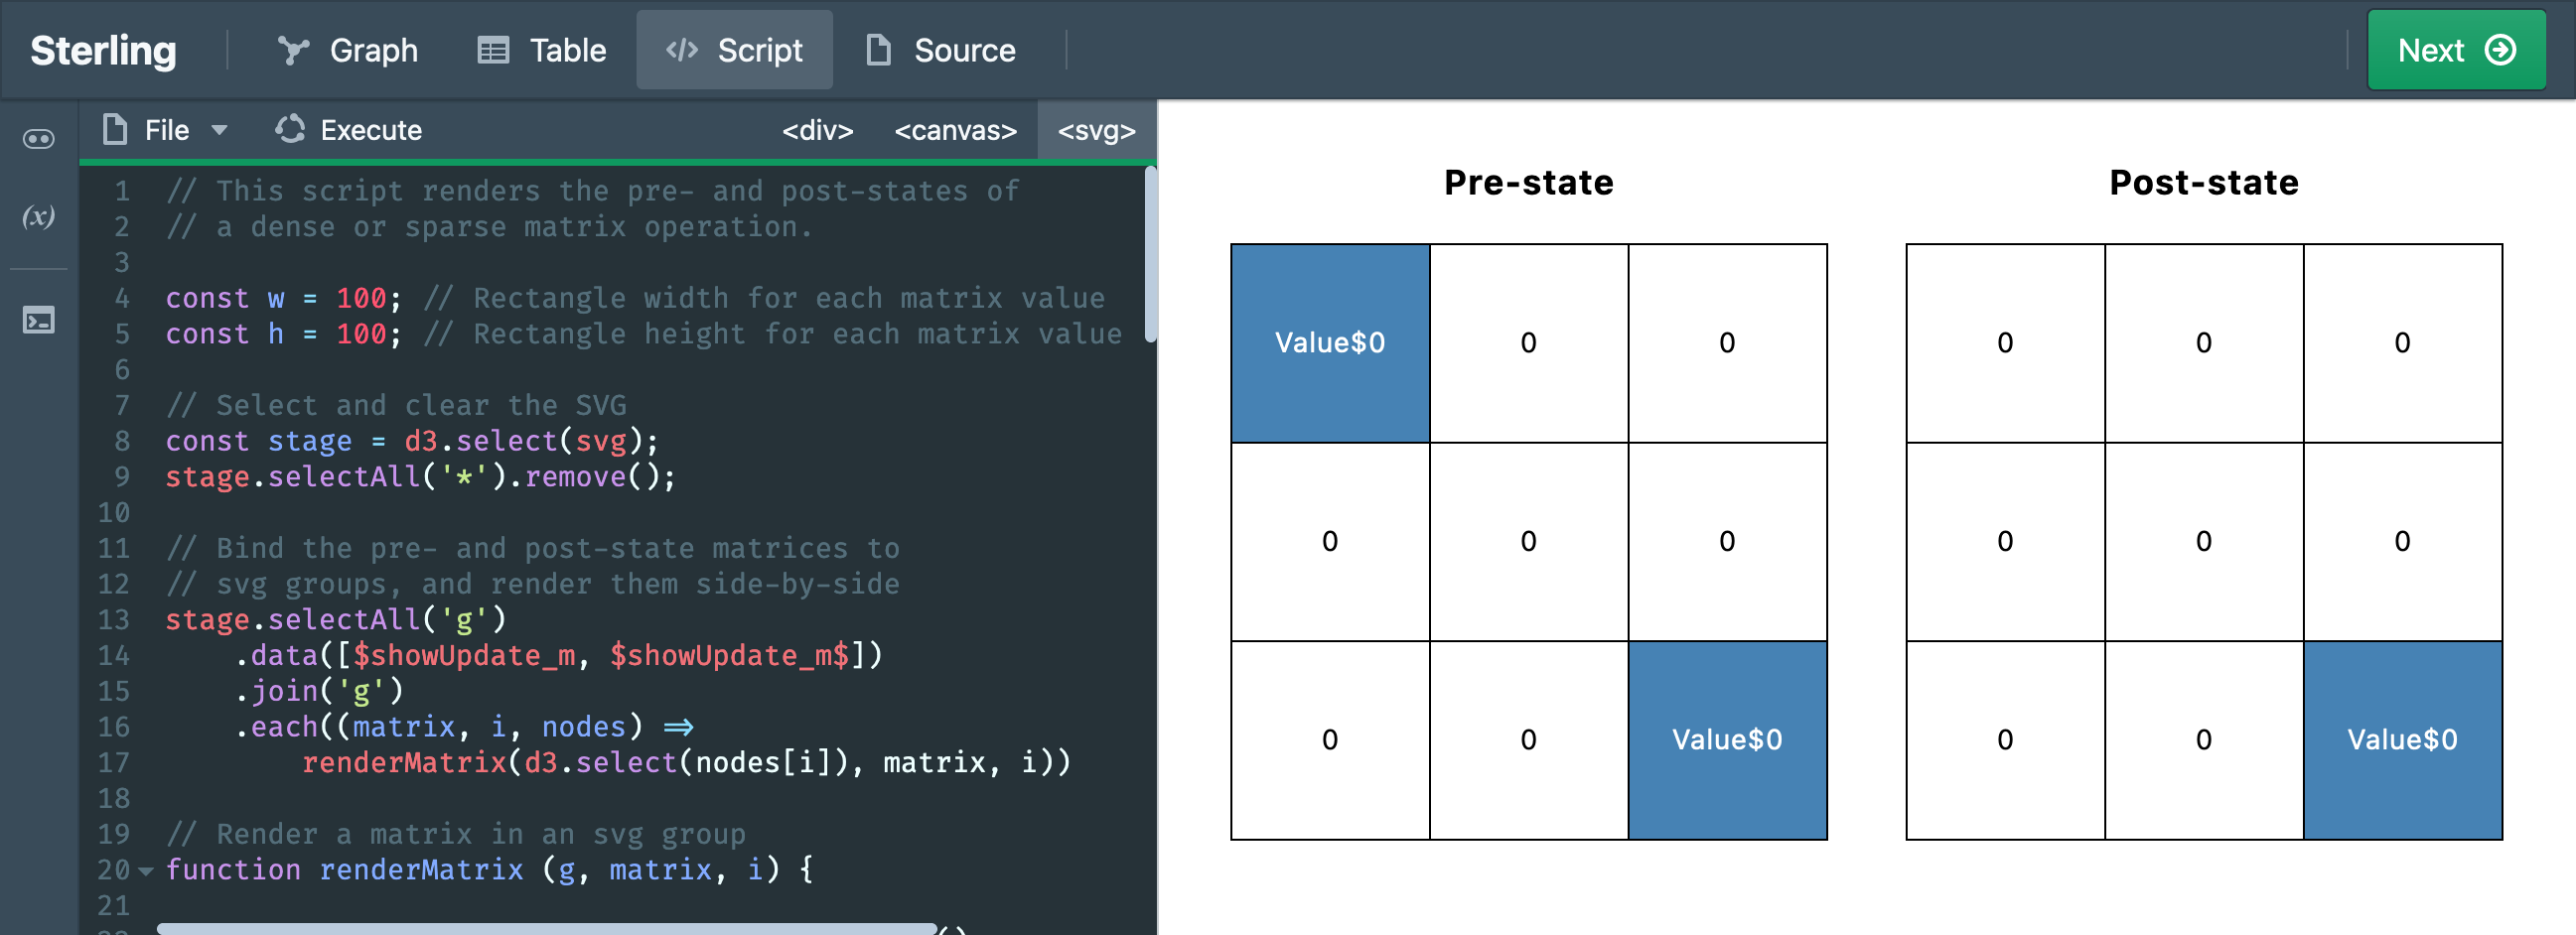 Sterling Graph Table </> Script Source Next
File Execute <div> <canvas> <svg>
(x)
1 // This script renders the pre- and post-states of
2 // a dense or sparse matrix operation.
3
4 const w = 100; // Rectangle width for each matrix value
5 const h = 100; // Rectangle height for each matrix value
6
7 // Select and clear the SVG
8 const stage = d3.select(svg);
9 stage.selectAll('*').remove();
10
11 // Bind the pre- and post-state matrices to
12 // svg groups, and render them side-by-side
13 stage.selectAll('g')
14 .data([$showUpdate_m, $showUpdate_m$])
15 .join('g')
16 .each((matrix, i, nodes) =>
17 renderMatrix(d3.select(nodes[i]), matrix, i))
18
19 // Render a matrix in an svg group
20 function renderMatrix (g, matrix, i) {
21
Pre-state
Value$0 0 0
0 0 0
0 0 Value$0
Post-state
0 0 0
0 0 0
0 0 Value$0